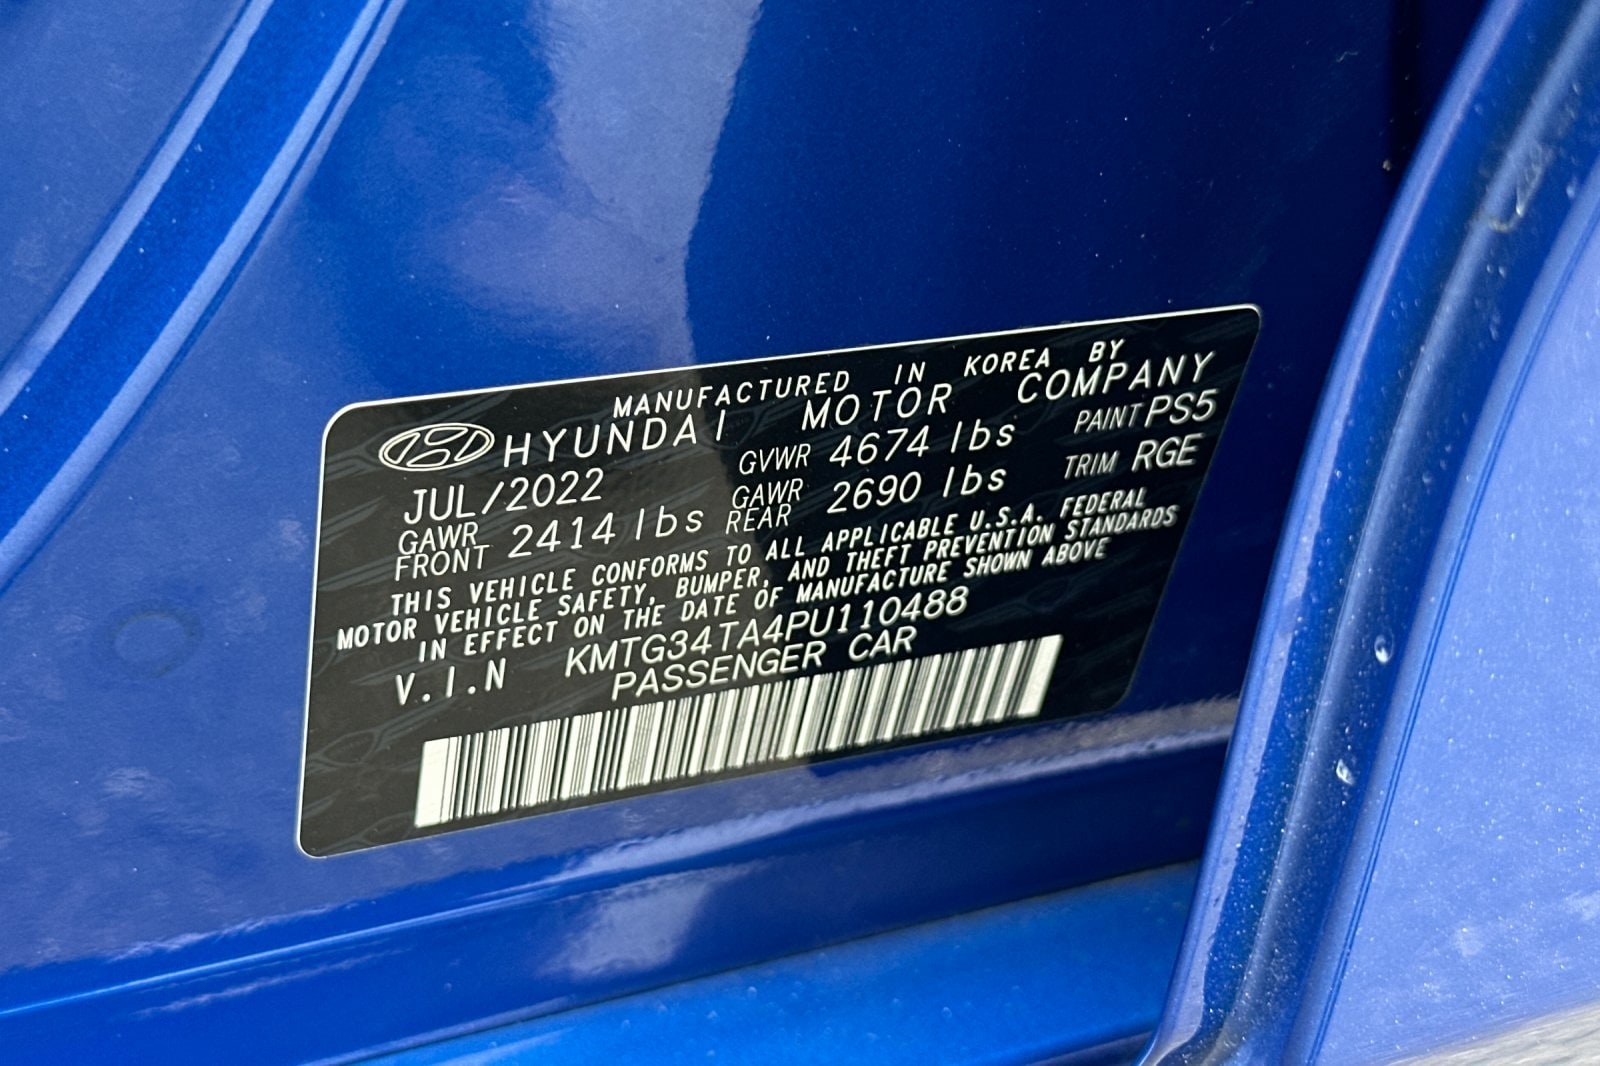 MANUFACTURED IN KOREA BY
HYUNDAI MOTOR COMPANY
JUL/2022 GVWR 4674 lbs PAINT PS5
GAWR FRONT 2414 lbs GAWR REAR 2690 lbs TRIM RGE
THIS VEHICLE CONFORMS TO ALL APPLICABLE U.S.A. FEDERAL
MOTOR VEHICLE SAFETY, BUMPER, AND THEFT PREVENTION STANDARDS
IN EFFECT ON THE DATE OF MANUFACTURE SHOWN ABOVE
V.I.N KMTG34TA4PU110488
PASSENGER CAR